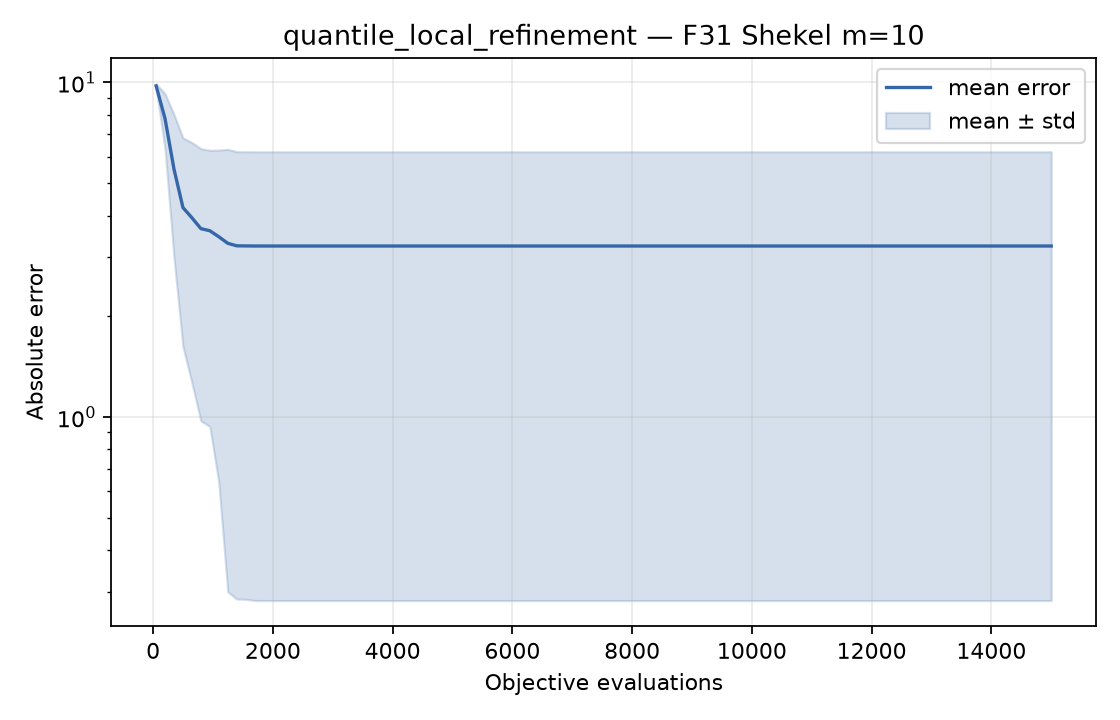 quantile_local_refinement — F31 Shekel m=10
mean error
mean ± std
Absolute error
10¹
10⁰
0 2000 4000 6000 8000 10000 12000 14000
Objective evaluations